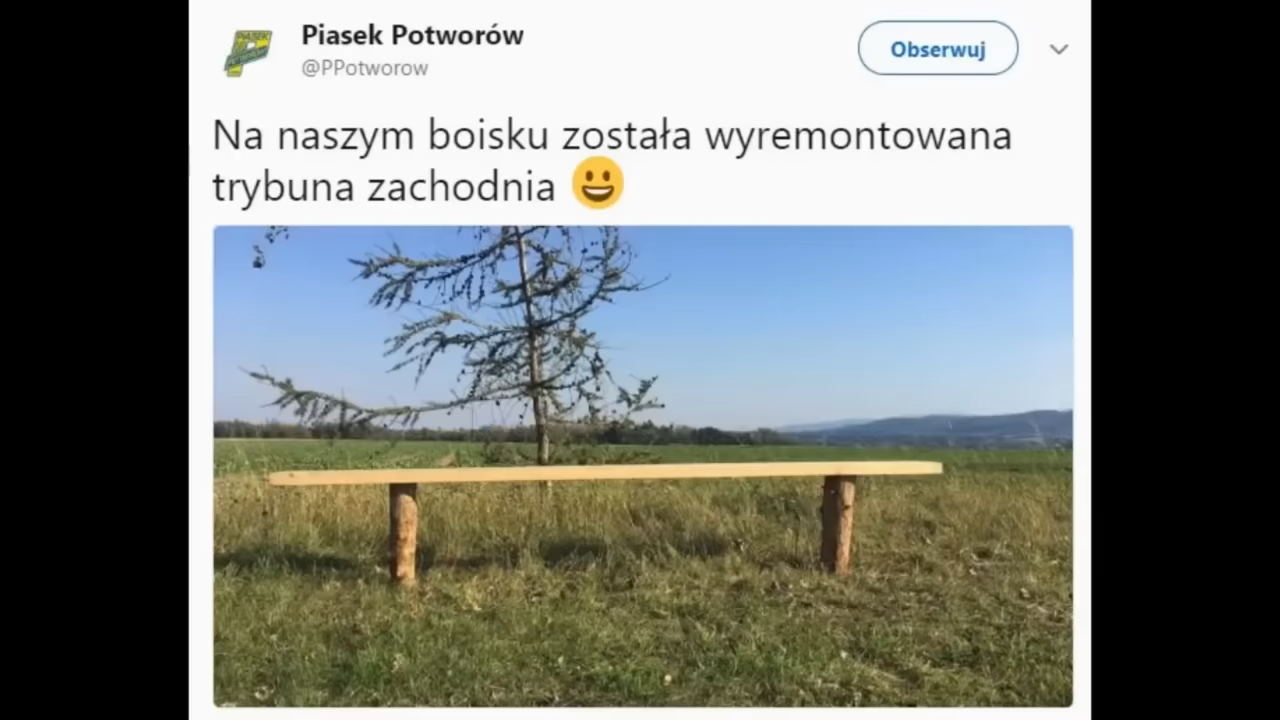 Piasek Potworów
@PPotworow
Obserwuj
Na naszym boisku została wyremontowana
trybuna zachodnia 😀